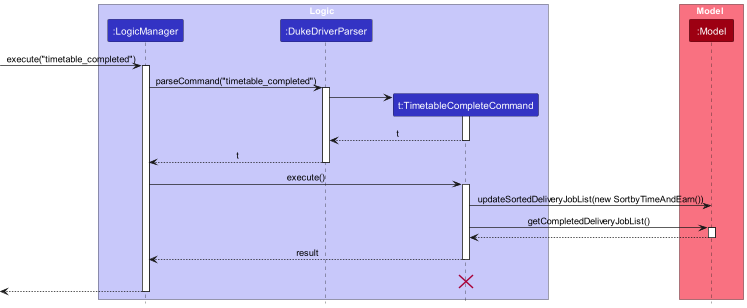 Logic
Model
:LogicManager
:DukeDriverParser
:Model
execute("timetable_completed")
parseCommand("timetable_completed")
t:TimetableCompleteCommand
t
t
execute()
updateSortedDeliveryJobList(new SortbyTimeAndEarn())
getCompletedDeliveryJobList()
result